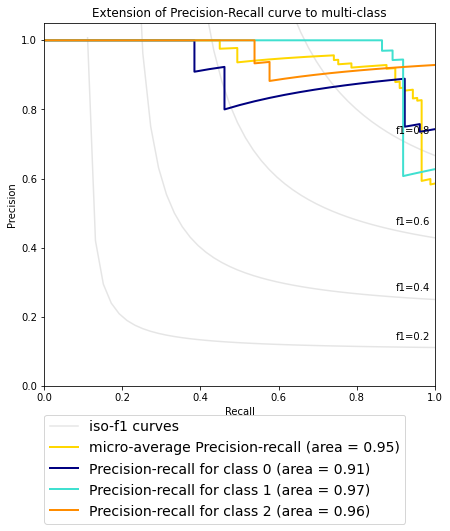 Extension of Precision-Recall curve to multi-class
1.0
0.8
0.6
0.4
0.2
0.0
Precision
f1=0.8
f1=0.6
f1=0.4
f1=0.2
0.0 0.2 0.4 0.6 0.8 1.0
Recall
iso-f1 curves
micro-average Precision-recall (area = 0.95)
Precision-recall for class 0 (area = 0.91)
Precision-recall for class 1 (area = 0.97)
Precision-recall for class 2 (area = 0.96)